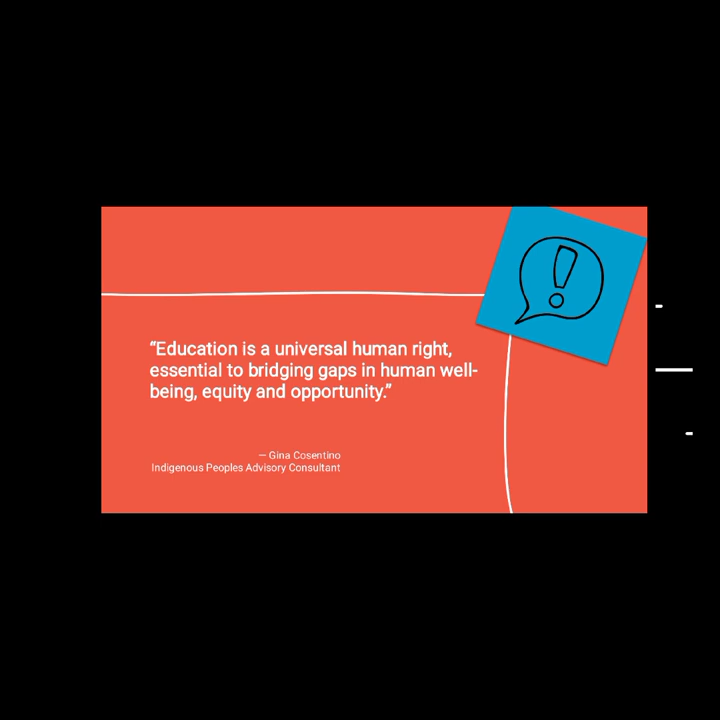 “Education is a universal human right,
essential to bridging gaps in human well-
being, equity and opportunity.”
— Gina Cosentino
Indigenous Peoples Advisory Consultant